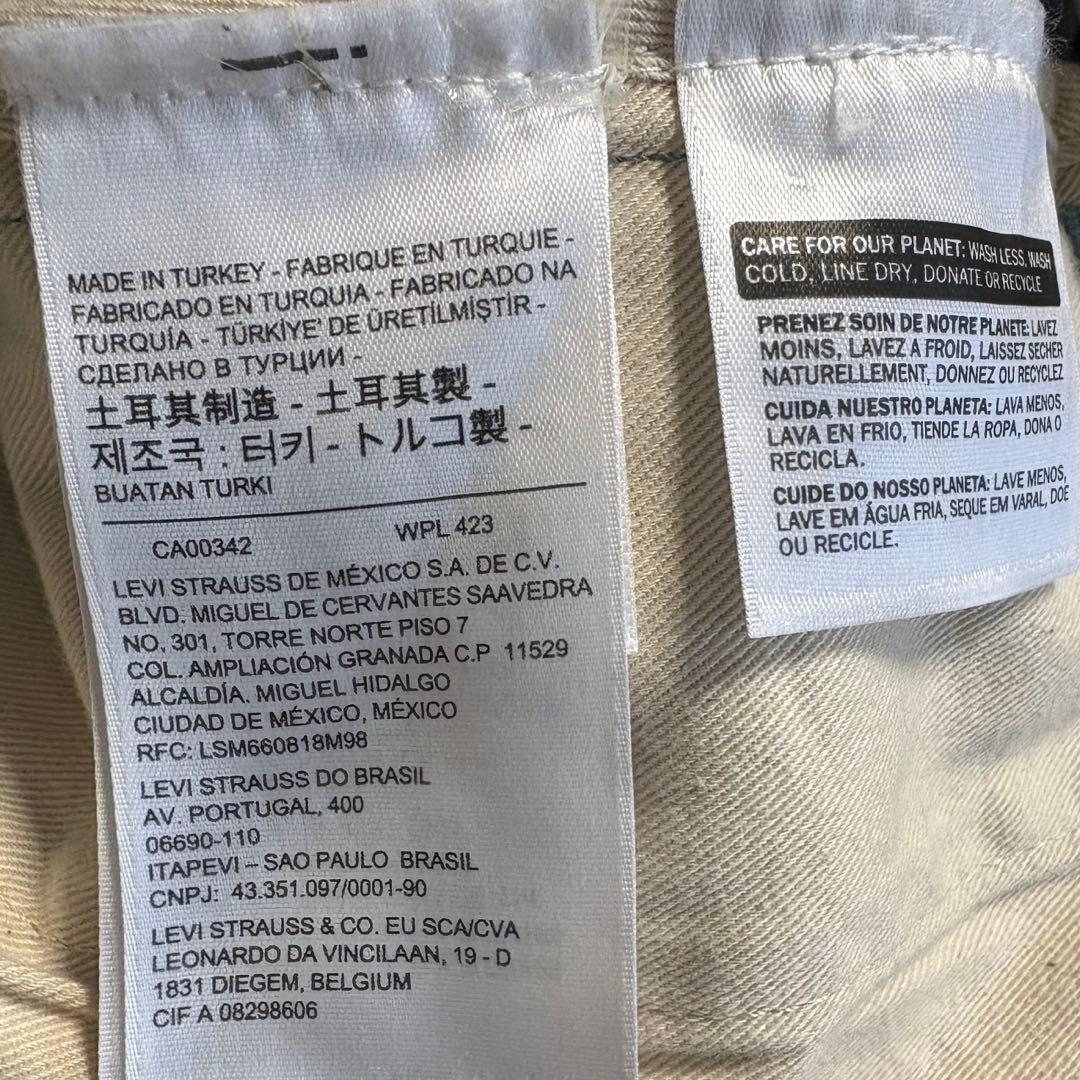 MADE IN TURKEY - FABRIQUE EN TURQUIE -
FABRICADO EN TURQUIA - FABRICADO NA
TURQUÍA - TÜRKIYE' DE ÜRETILMIŞTIR -
СДЕЛАНО В ТУРЦИИ -
土耳其制造 - 土耳其製 -
제조국 : 터키 - トルコ製 -
BUATAN TURKI
CA00342 WPL 423
LEVI STRAUSS DE MÉXICO S.A. DE C.V.
BLVD. MIGUEL DE CERVANTES SAAVEDRA
NO. 301, TORRE NORTE PISO 7
COL. AMPLIACIÓN GRANADA C.P 11529
ALCALDÍA. MIGUEL HIDALGO
CIUDAD DE MÉXICO, MÉXICO
RFC: LSM660818M98
LEVI STRAUSS DO BRASIL
AV. PORTUGAL, 400
06690-110
ITAPEVI – SAO PAULO BRASIL
CNPJ: 43.351.097/0001-90
LEVI STRAUSS & CO. EU SCA/CVA
LEONARDO DA VINCILAAN, 19 - D
1831 DIEGEM, BELGIUM
CIF A 08298606
CARE FOR OUR PLANET: WASH LESS, WASH
COLD, LINE DRY, DONATE OR RECYCLE
PRENEZ SOIN DE NOTRE PLANETE: LAVEZ
MOINS, LAVEZ A FROID, LAISSEZ SECHER
NATURELLEMENT, DONNEZ OU RECYCLEZ
CUIDA NUESTRO PLANETA: LAVA MENOS,
LAVA EN FRIO, TIENDE LA ROPA, DONA O
RECICLA.
CUIDE DO NOSSO PLANETA: LAVE MENOS,
LAVE EM ÁGUA FRIA, SEQUE EM VARAL, DOE
OU RECICLE.